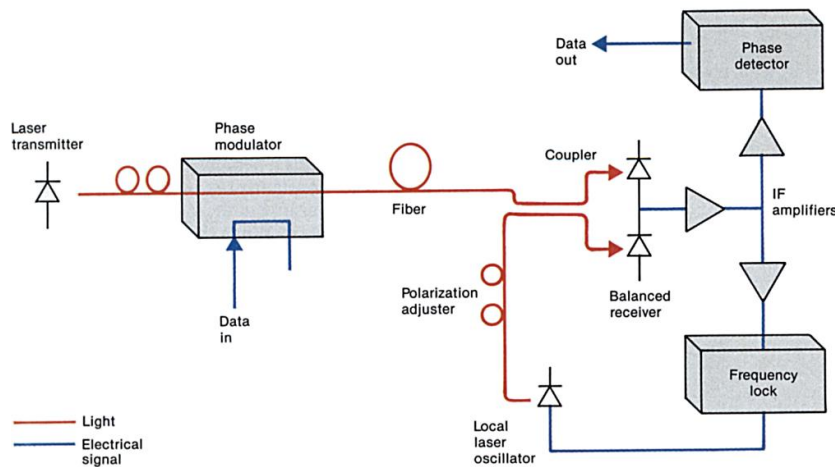 Data
out
Phase
detector
Laser
transmitter
Phase
modulator
Coupler
Fiber
IF
amplifiers
Polarization
adjuster
Balanced
receiver
Data
in
Frequency
lock
Light
Electrical
signal
Local
laser
oscillator